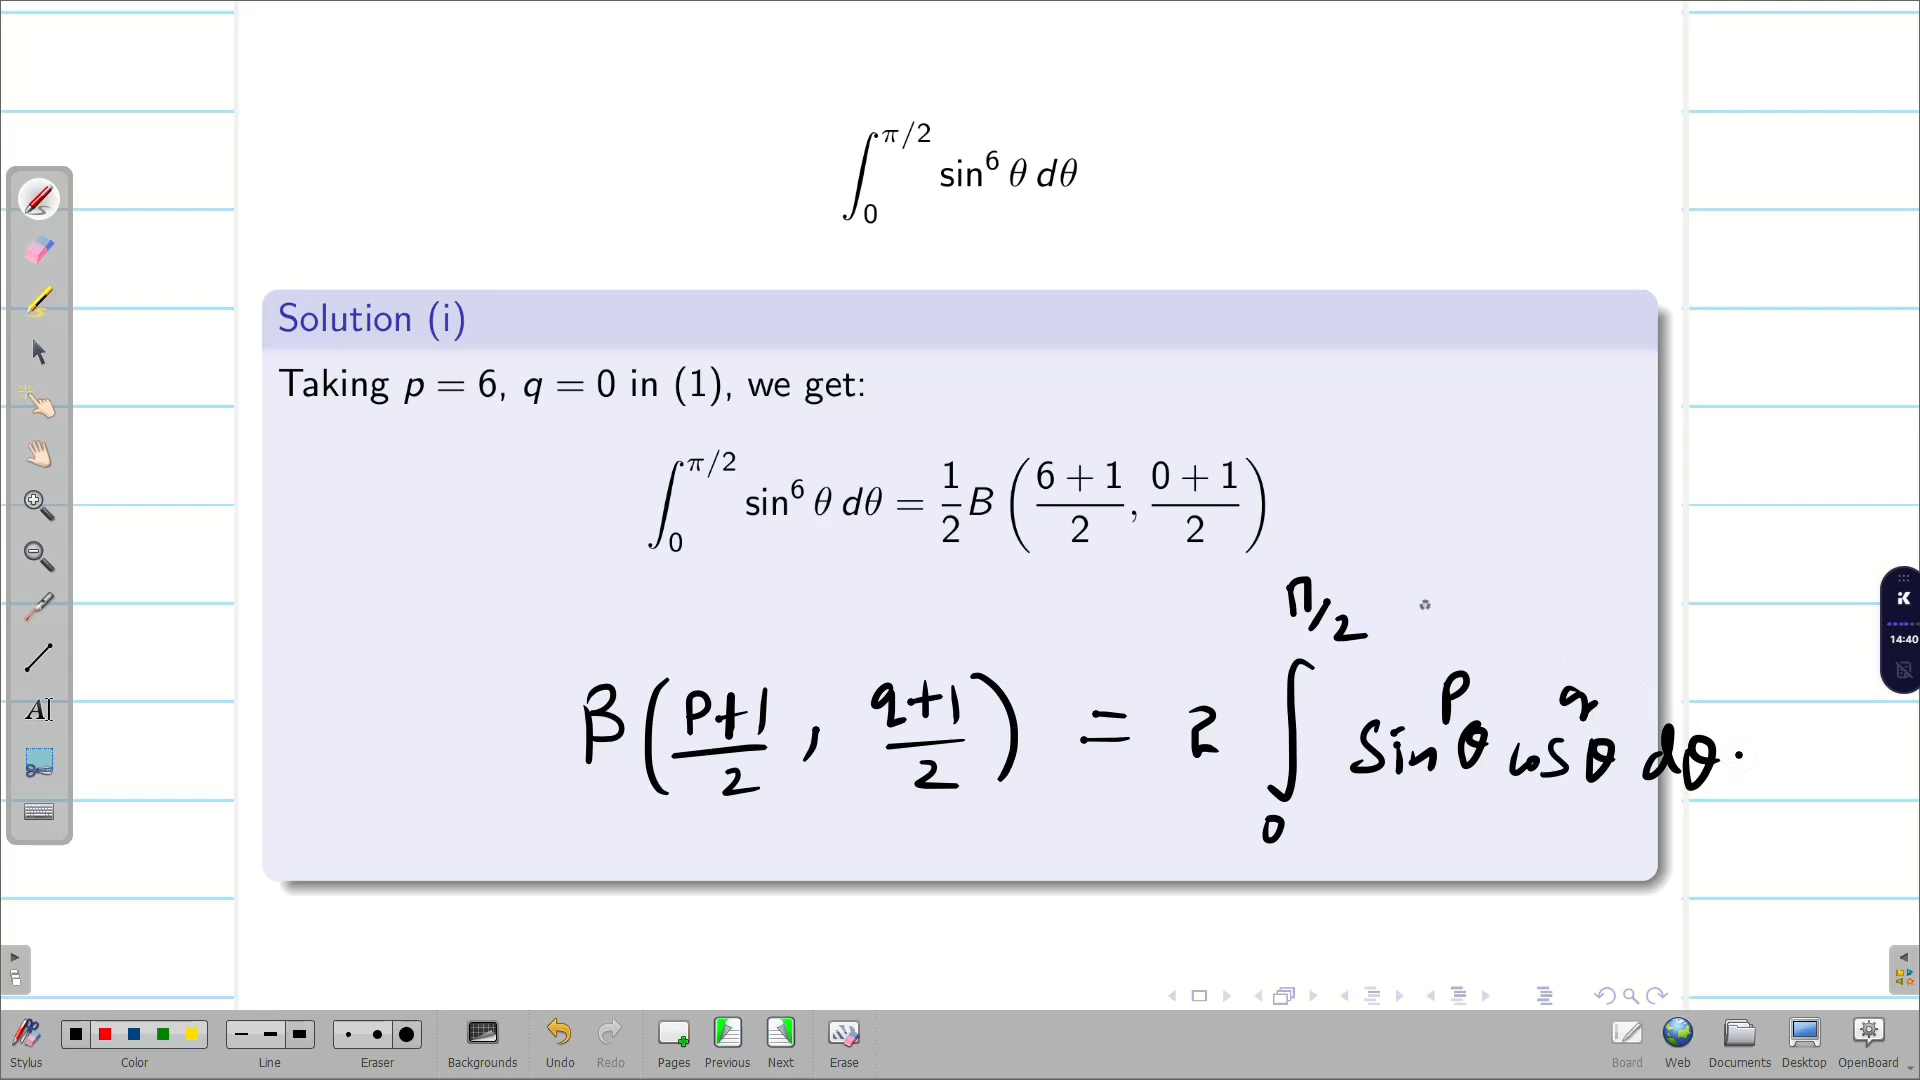 ∫_0^{π/2} sin^6 θ dθ
Solution (i)
Taking p = 6, q = 0 in (1), we get:
∫_0^{π/2} sin^6 θ dθ = 1/2 B((6 + 1)/2, (0 + 1)/2)
β((p+1)/2, (q+1)/2) = 2 ∫_0^{π/2} sin^p θ cos^q θ dθ.
14:40
Stylus Color Line Eraser Backgrounds Undo Redo Pages Previous Next Erase Board Web Documents Desktop OpenBoard